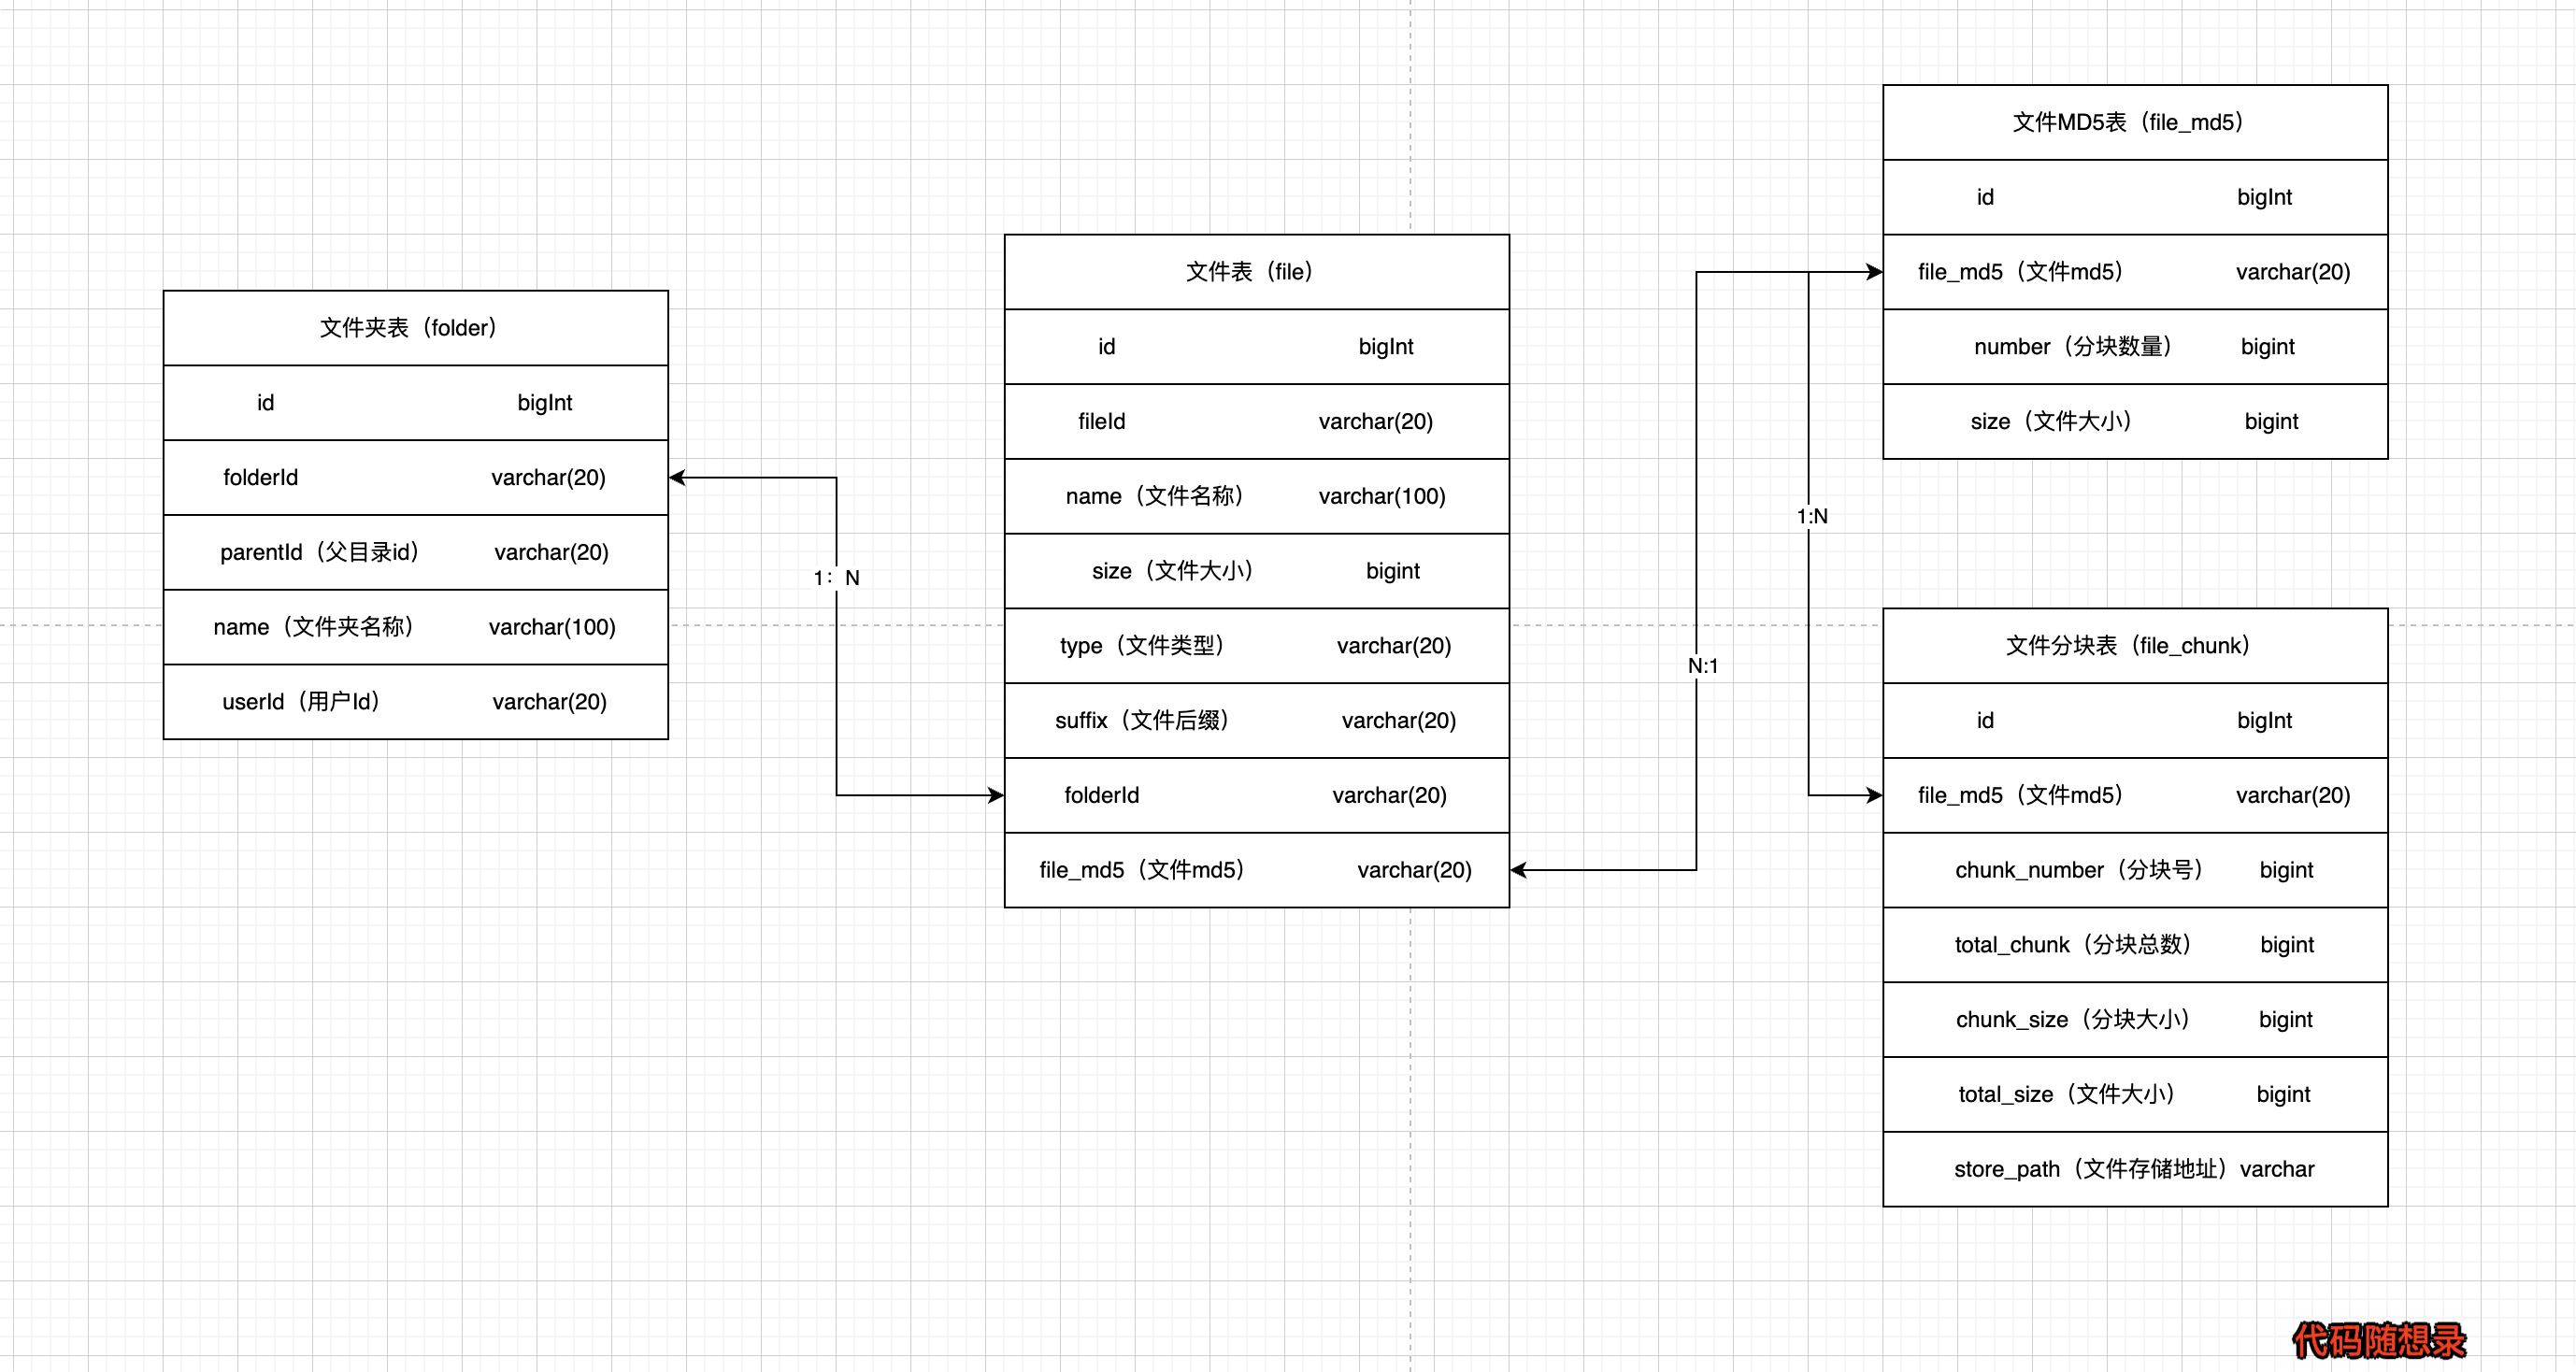 文件夹表（folder）
id bigInt
folderId varchar(20)
parentId（父目录id） varchar(20)
name（文件夹名称） varchar(100)
userId（用户Id） varchar(20)
1： N
文件表（file）
id bigInt
fileId varchar(20)
name（文件名称） varchar(100)
size（文件大小） bigint
type（文件类型） varchar(20)
suffix（文件后缀） varchar(20)
folderId varchar(20)
file_md5（文件md5） varchar(20)
N:1
1:N
文件MD5表（file_md5）
id bigInt
file_md5（文件md5） varchar(20)
number（分块数量） bigint
size（文件大小） bigint
文件分块表（file_chunk）
id bigInt
file_md5（文件md5） varchar(20)
chunk_number（分块号） bigint
total_chunk（分块总数） bigint
chunk_size（分块大小） bigint
total_size（文件大小） bigint
store_path（文件存储地址）varchar
代码随想录